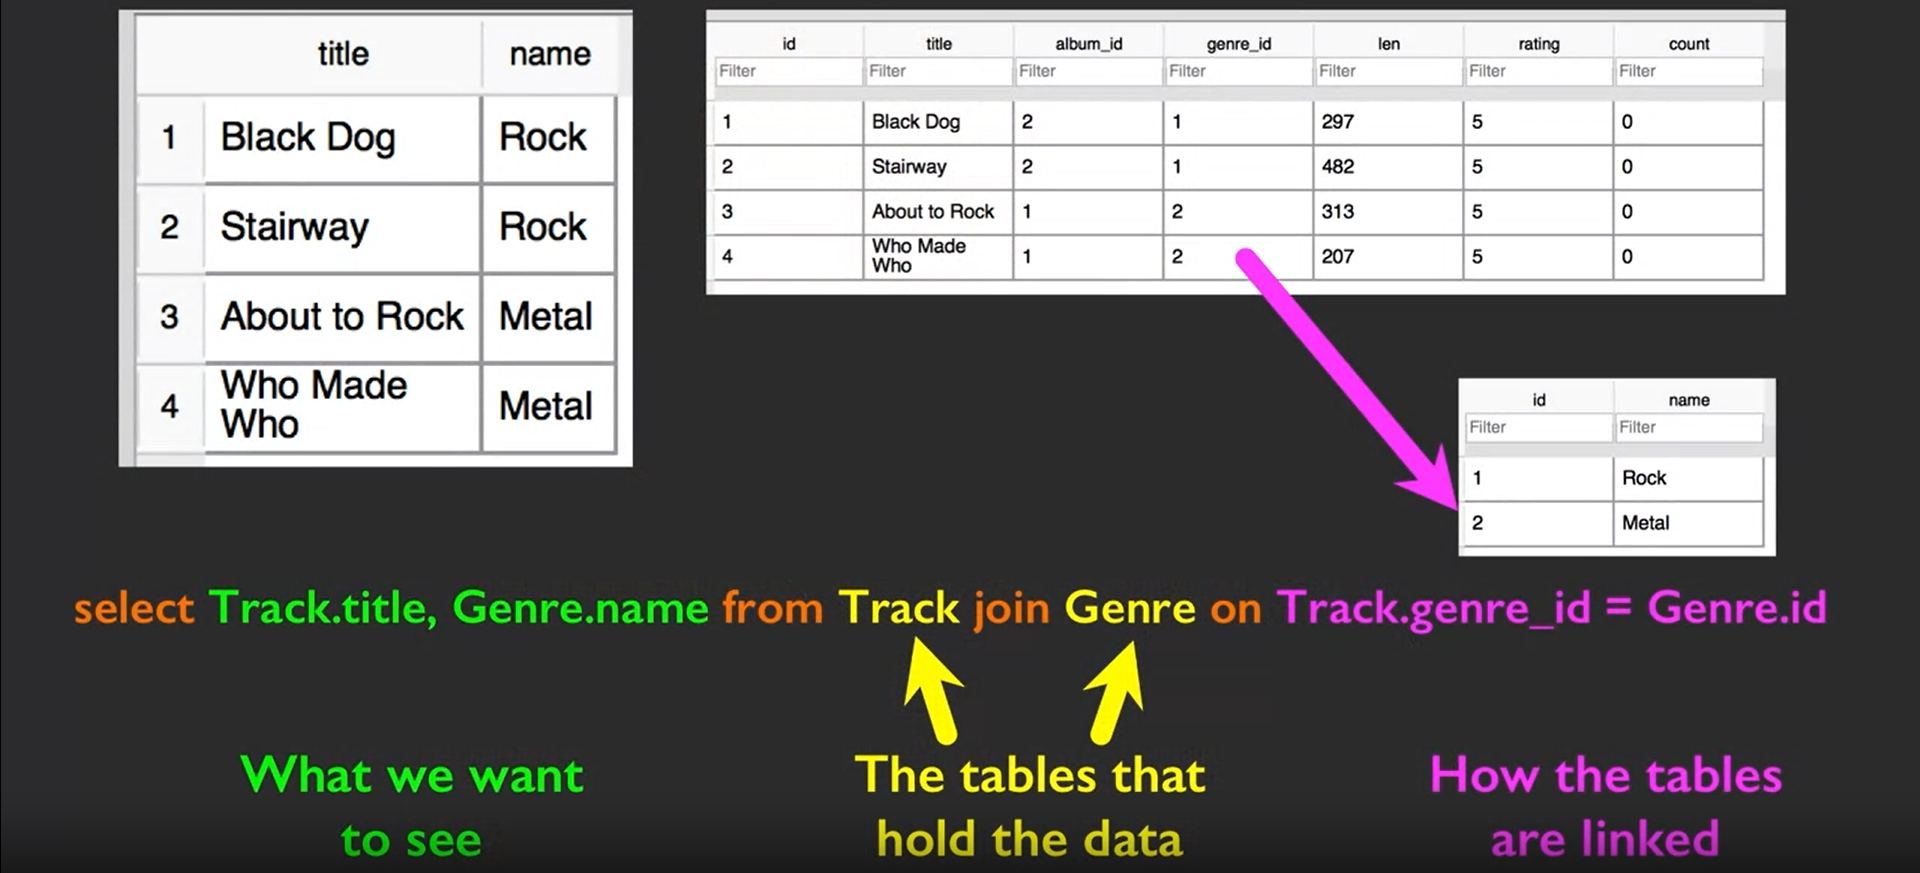 title name
1 Black Dog Rock
2 Stairway Rock
3 About to Rock Metal
4 Who Made Who Metal
id title album_id genre_id len rating count
Filter Filter Filter Filter Filter Filter Filter
1 Black Dog 2 1 297 5 0
2 Stairway 2 1 482 5 0
3 About to Rock 1 2 313 5 0
4 Who Made Who 1 2 207 5 0
id name
Filter Filter
1 Rock
2 Metal
select Track.title, Genre.name from Track join Genre on Track.genre_id = Genre.id
What we want
to see
The tables that
hold the data
How the tables
are linked